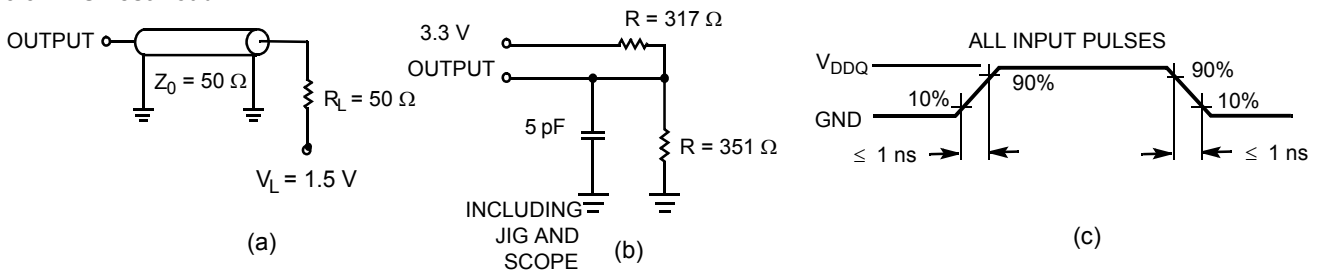 OUTPUT
Z0 = 50 Ω
RL = 50 Ω
VL = 1.5 V
(a)
R = 317 Ω
3.3 V
OUTPUT
5 pF
R = 351 Ω
INCLUDING
JIG AND
SCOPE
(b)
ALL INPUT PULSES
VDDQ
90%
10%
90%
10%
GND
≤ 1 ns
≤ 1 ns
(c)